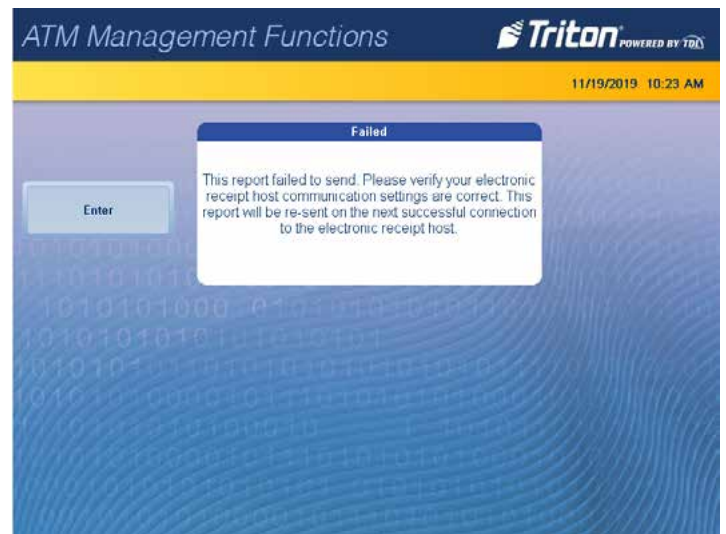 ATM Management Functions
Triton POWERED BY TDI
11/19/2019 10:23 AM
Failed
This report failed to send. Please verify your electronic
receipt host communication settings are correct. This
report will be re-sent on the next successful connection
to the electronic receipt host.
Enter